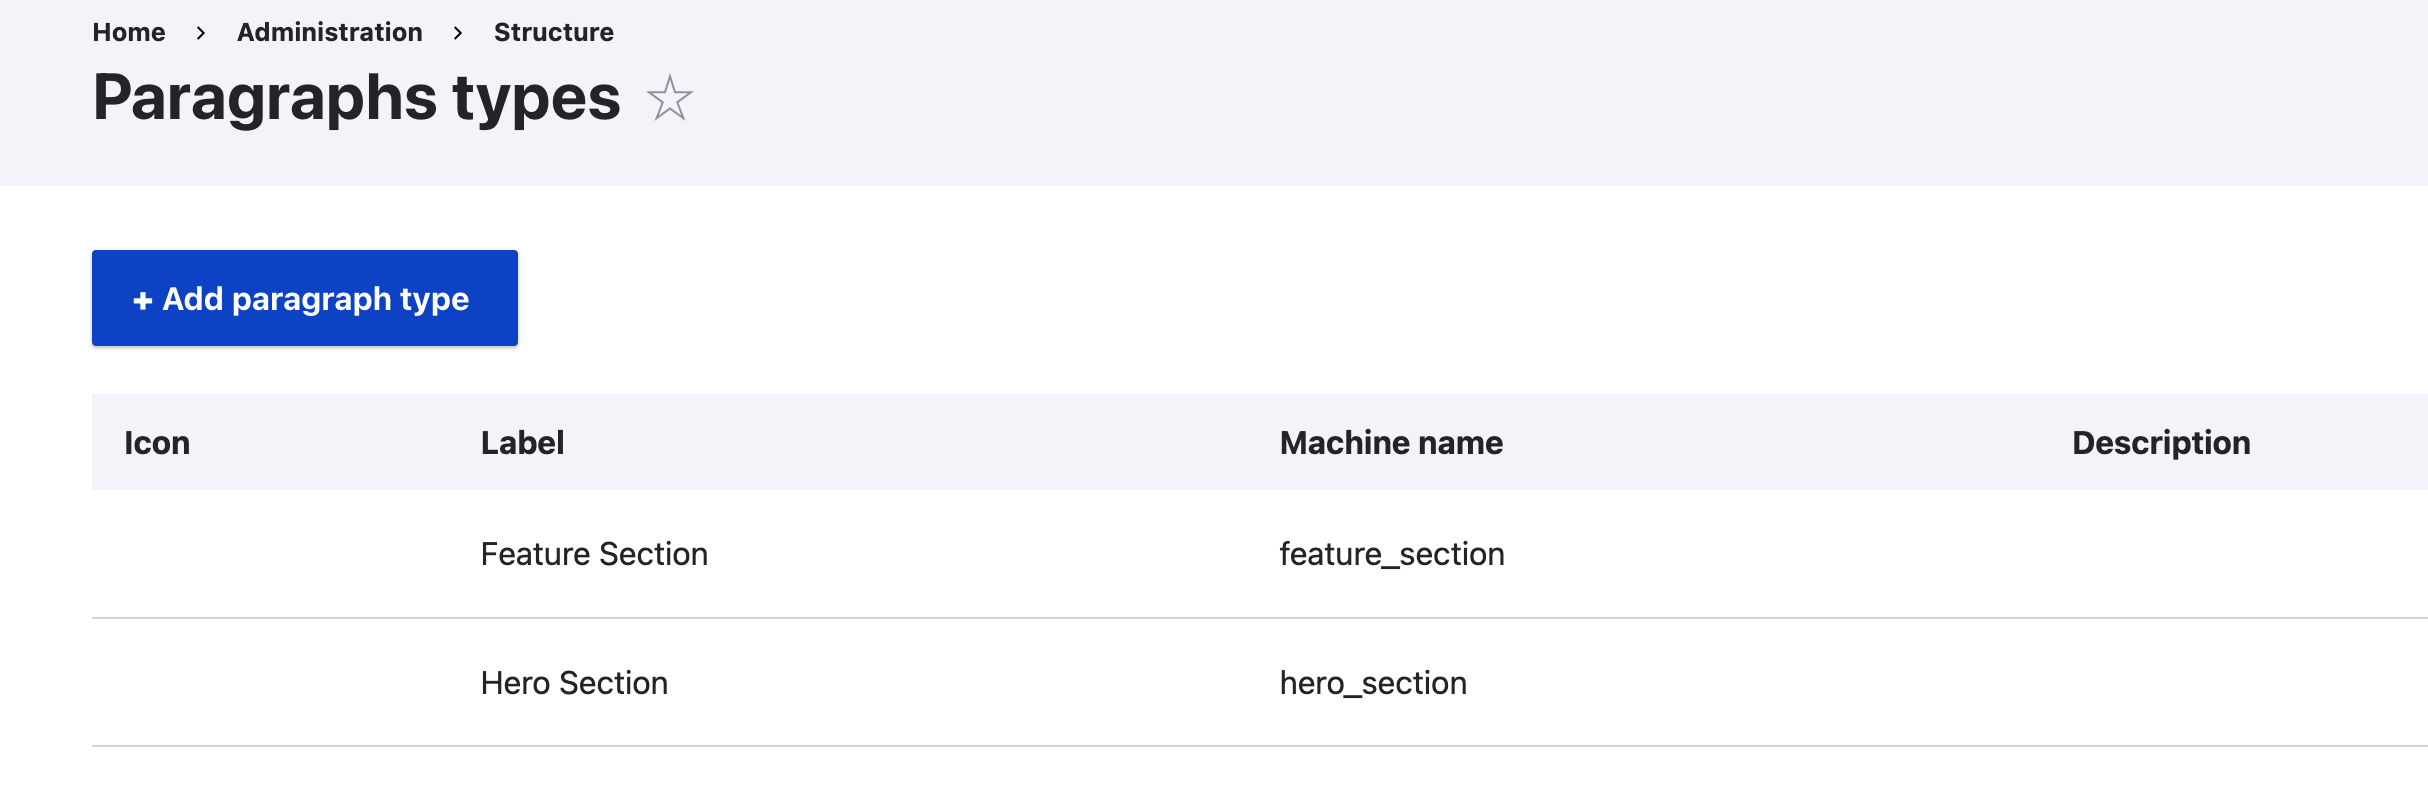 Home > Administration > Structure
Paragraphs types
+ Add paragraph type
Icon Label Machine name Description
Feature Section feature_section
Hero Section hero_section